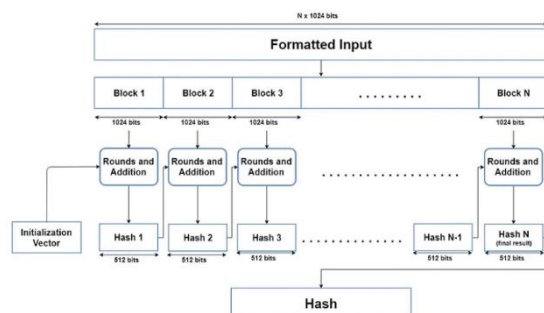 N x 1024 bits
Formatted Input
Block 1
Block 2
Block 3
. . . . . . . . .
Block N
1024 bits
1024 bits
1024 bits
1024 bits
Rounds and
Addition
Rounds and
Addition
Rounds and
Addition
. . . . . . . . . . . . . . . . . . .
Rounds and
Addition
Initialization
Vector
Hash 1
Hash 2
Hash 3
. . . . . . . . . . . . .
Hash N-1
Hash N
(final result)
512 bits
512 bits
512 bits
512 bits
512 bits
Hash